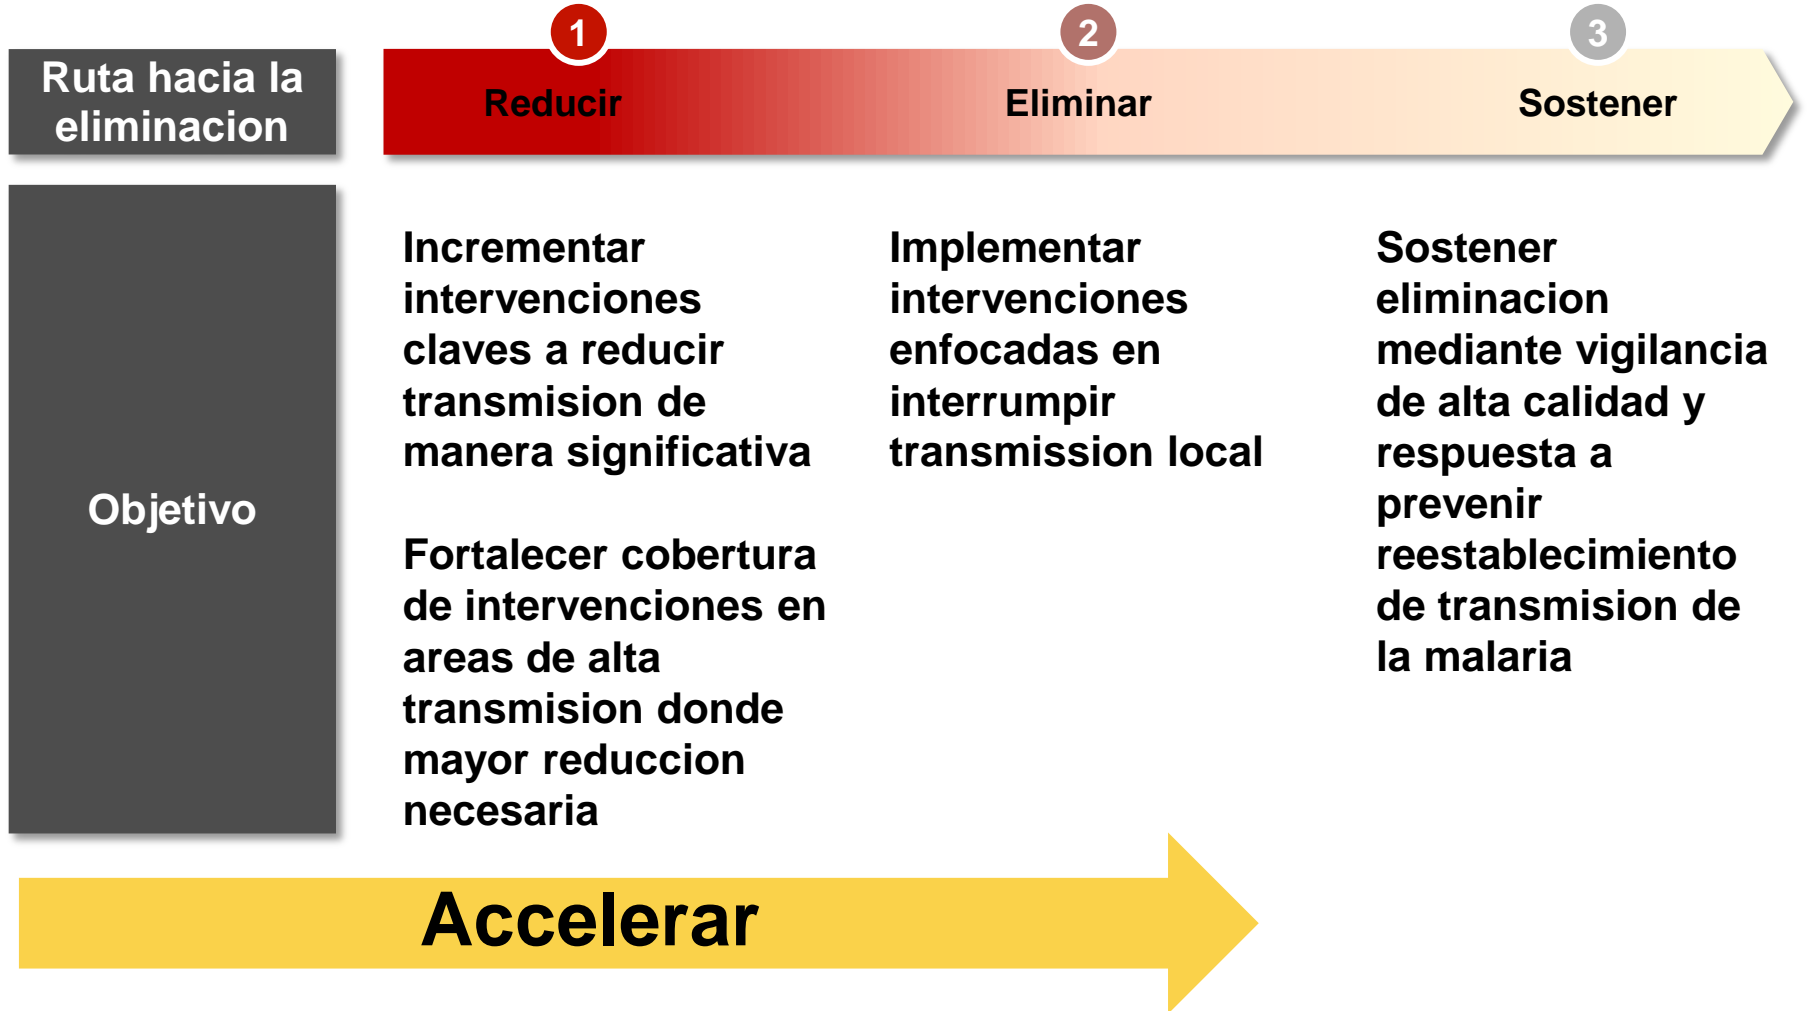 1
2
3
Ruta hacia la
eliminacion
Reducir
Eliminar
Sostener
Objetivo
Incrementar
intervenciones
claves a reducir
transmision de
manera significativa
Fortalecer cobertura
de intervenciones en
areas de alta
transmision donde
mayor reduccion
necesaria
Implementar
intervenciones
enfocadas en
interrumpir
transmission local
Sostener
eliminacion
mediante vigilancia
de alta calidad y
respuesta a
prevenir
reestablecimiento
de transmision de
la malaria
Accelerar